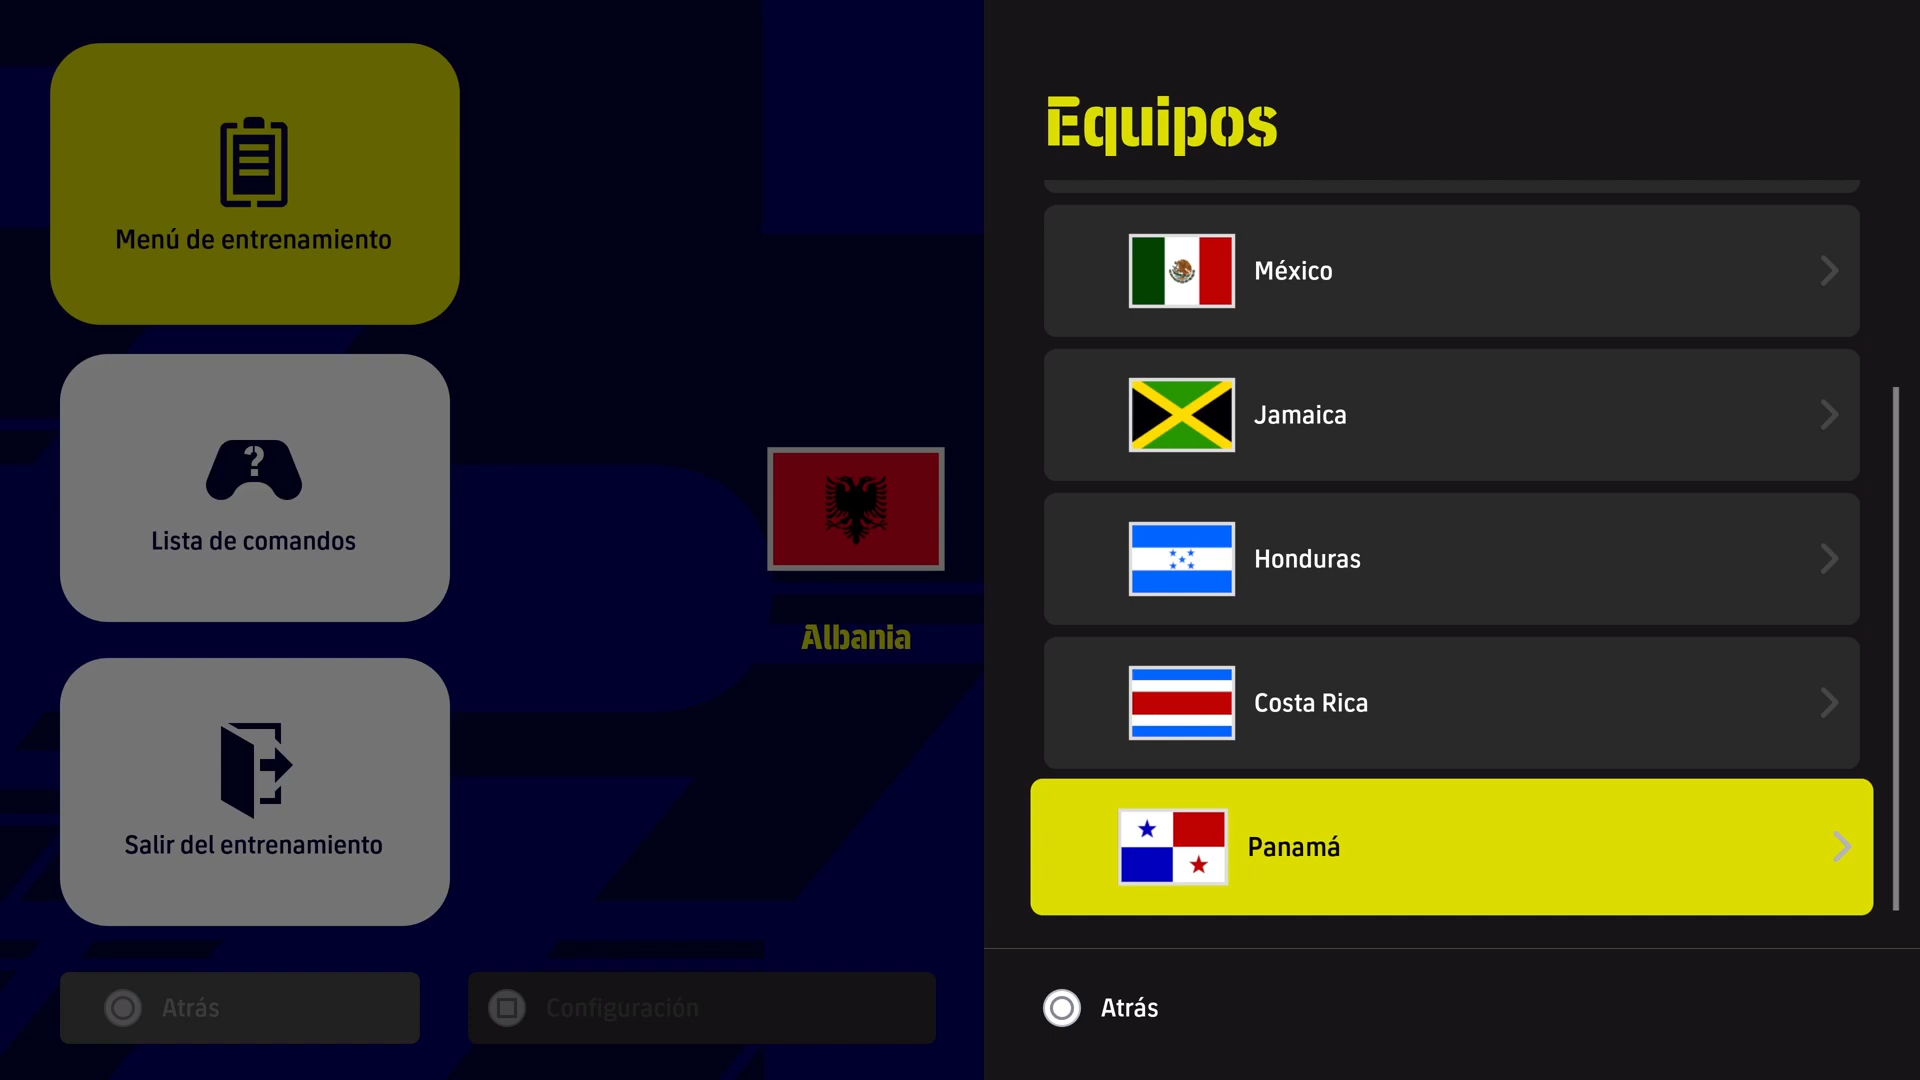 Menú de entrenamiento
Lista de comandos
Salir del entrenamiento
Atrás
Configuración
Albania
Equipos
México
Jamaica
Honduras
Costa Rica
Panamá
Atrás